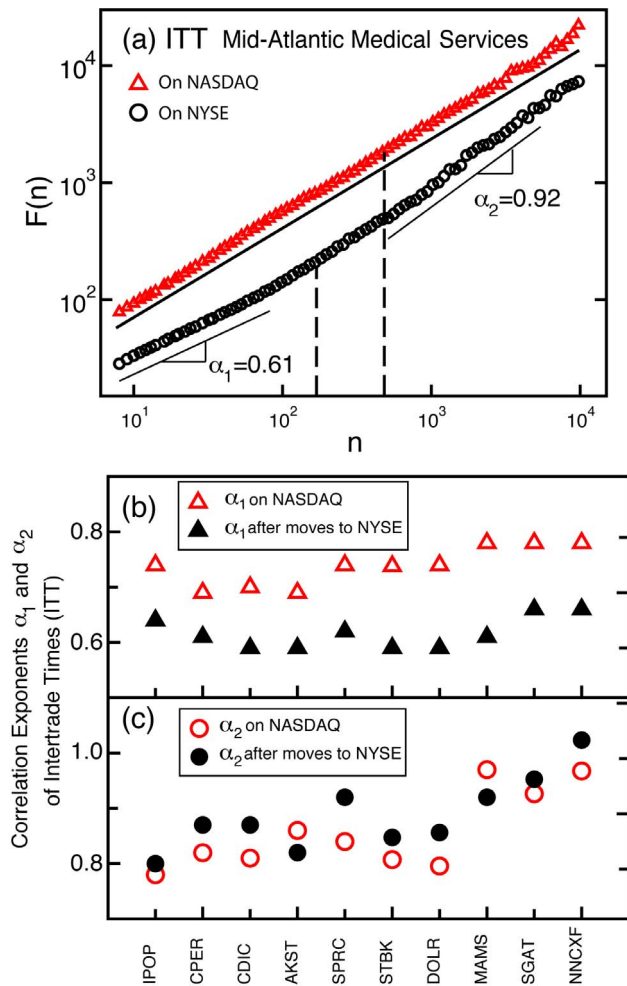 (a) ITT Mid-Atlantic Medical Services
On NASDAQ
On NYSE
F(n)
10⁴
10³
10²
α₂=0.92
α₁=0.61
10¹ 10² 10³ 10⁴
n
Correlation Exponents α₁ and α₂
of Intertrade Times (ITT)
(b)
α₁ on NASDAQ
α₁ after moves to NYSE
0.8
0.6
(c)
α₂ on NASDAQ
α₂ after moves to NYSE
1.0
0.8
IPOP
CPER
CDIC
AKST
SPRC
STBK
DOLR
MAMS
SGAT
NNCXF